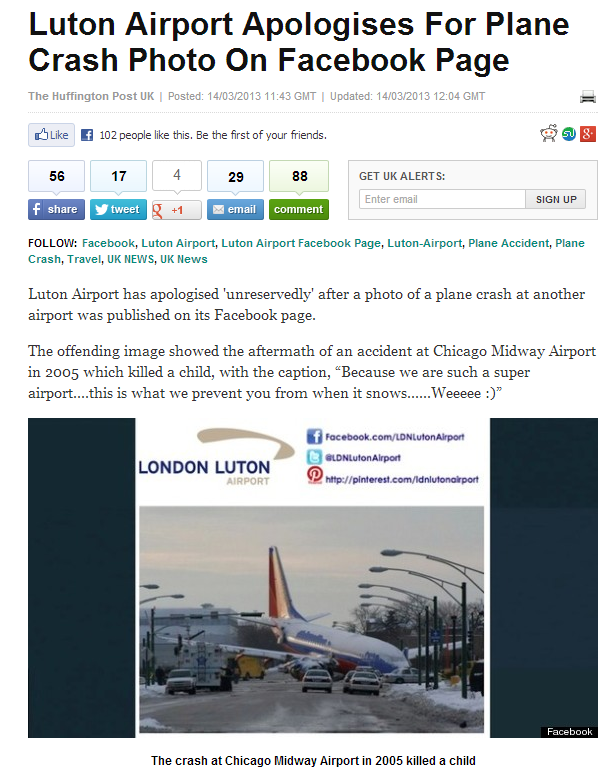 Luton Airport Apologises For Plane
Crash Photo On Facebook Page
The Huffington Post UK | Posted: 14/03/2013 11:43 GMT | Updated: 14/03/2013 12:04 GMT
Like 102 people like this. Be the first of your friends.
56 17 4 29 88
share tweet +1 email comment
GET UK ALERTS:
Enter email SIGN UP
FOLLOW: Facebook, Luton Airport, Luton Airport Facebook Page, Luton-Airport, Plane Accident, Plane
Crash, Travel, UK NEWS, UK News
Luton Airport has apologised 'unreservedly' after a photo of a plane crash at another
airport was published on its Facebook page.
The offending image showed the aftermath of an accident at Chicago Midway Airport
in 2005 which killed a child, with the caption, “Because we are such a super
airport....this is what we prevent you from when it snows......Weeeee :)”
LONDON LUTON
AIRPORT
Facebook.com/LDNLutonAirport
@LDNLutonAirport
http://pinterest.com/ldnlutonairport
Facebook
The crash at Chicago Midway Airport in 2005 killed a child